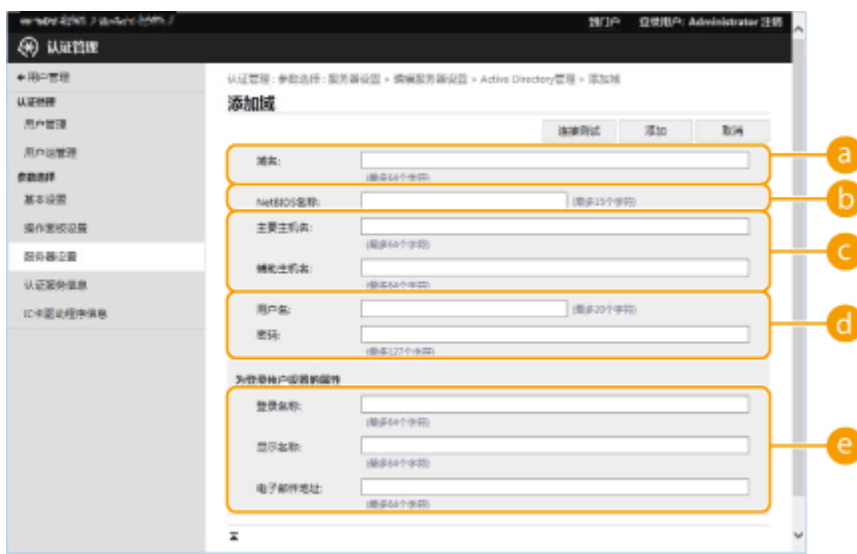 到门户 登录用户: Administrator 注销
认证管理
用户管理
认证管理: 参数选择: 服务器设置 > 编辑服务器设置 > Active Directory管理 > 添加域
认证管理
添加域
用户管理
连接测试 添加 取消
用户组管理
域名:
(最多64个字符)
参数选择
基本设置
NetBIOS名称: (最多15个字符)
操作面板设置
主要主机名:
(最多64个字符)
服务器设置
辅助主机名:
(最多64个字符)
认证服务信息
IC卡驱动程序信息
用户名: (最多20个字符)
密码:
(最多127个字符)
为登录帐户设置的属性
登录名称:
(最多64个字符)
显示名称:
(最多64个字符)
电子邮件地址:
(最多64个字符)
a
b
c
d
e